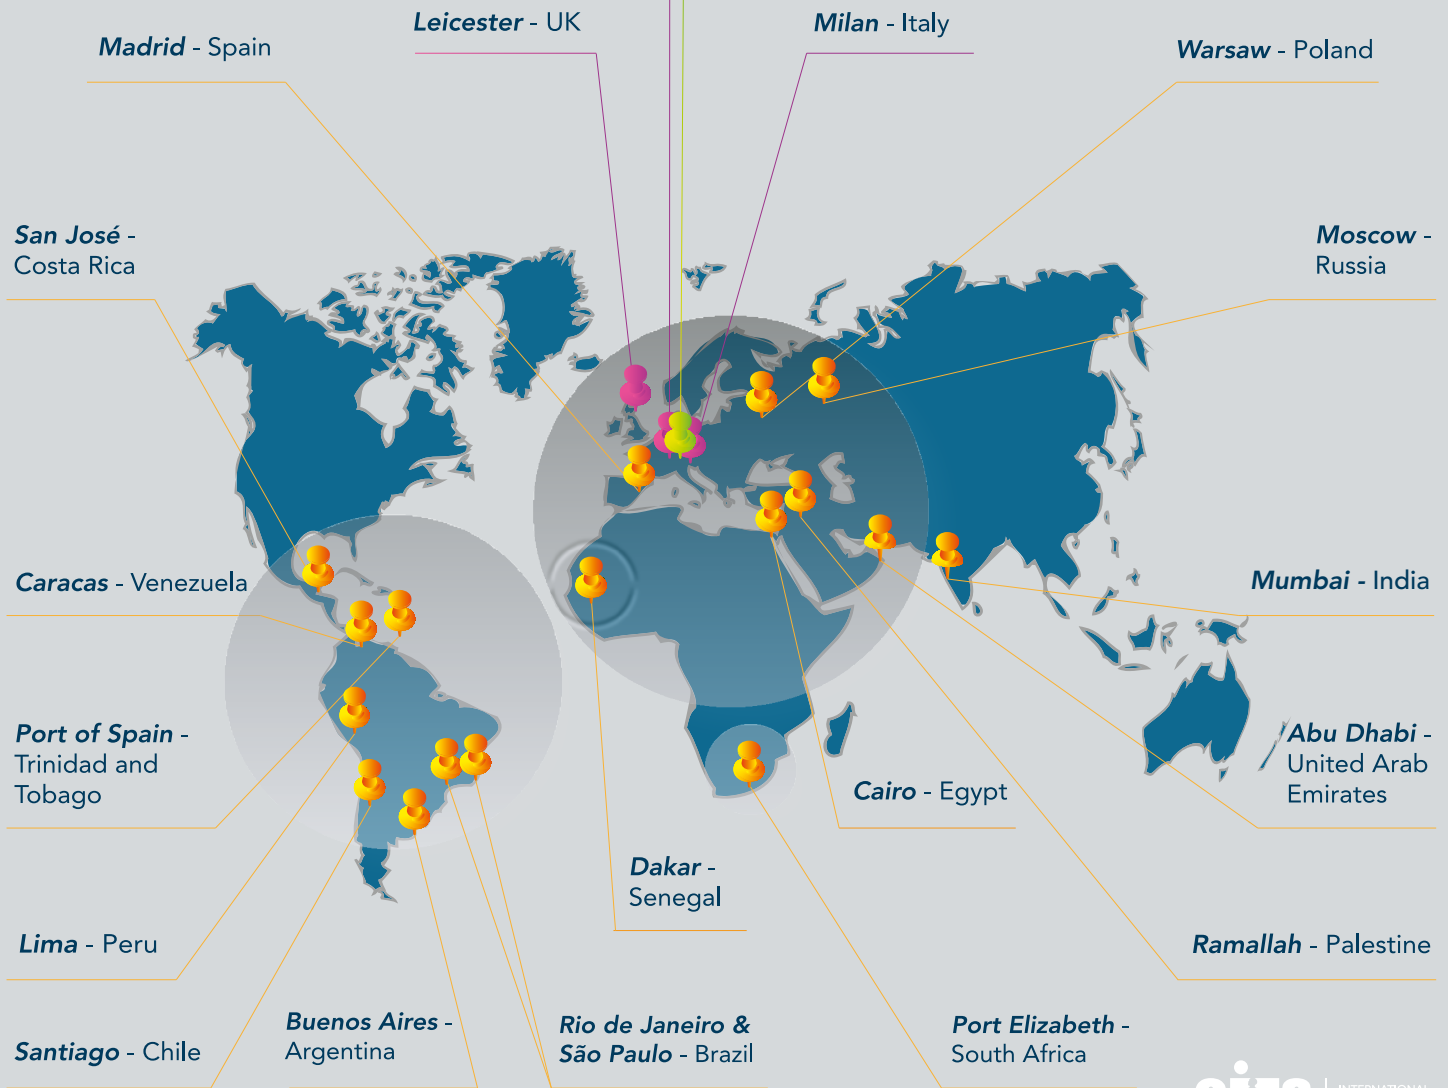 Leicester - UK
Milan - Italy
Madrid - Spain
Warsaw - Poland
San José -
Costa Rica
Moscow -
Russia
Caracas - Venezuela
Mumbai - India
Port of Spain -
Trinidad and
Tobago
Abu Dhabi -
United Arab
Emirates
Cairo - Egypt
Dakar -
Senegal
Lima - Peru
Ramallah - Palestine
Buenos Aires -
Argentina
Rio de Janeiro &
São Paulo - Brazil
Port Elizabeth -
South Africa
Santiago - Chile
INTERNATIONAL